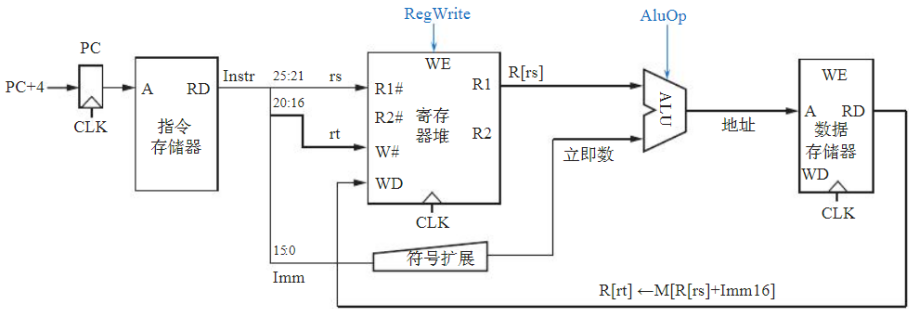 RegWrite
AluOp
PC
PC+4
CLK
A
RD
指令
存储器
Instr
25:21
rs
20:16
rt
15:0
Imm
WE
R1#
R1
R2#
寄存
器堆
R2
W#
WD
CLK
R[rs]
符号扩展
立即数
ALU
地址
WE
A
RD
数据
存储器
WD
CLK
R[rt] ←M[R[rs]+Imm16]